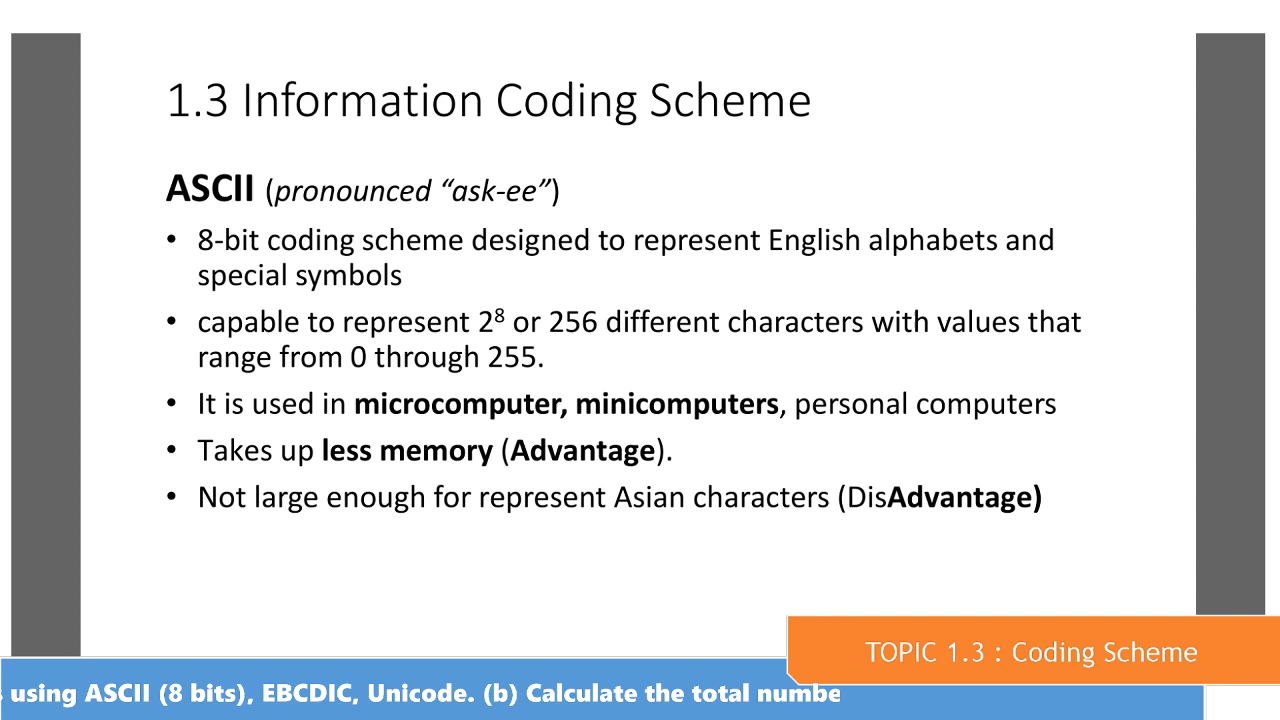 1.3 Information Coding Scheme
ASCII (pronounced “ask-ee”)
• 8-bit coding scheme designed to represent English alphabets and
special symbols
• capable to represent 2⁸ or 256 different characters with values that
range from 0 through 255.
• It is used in microcomputer, minicomputers, personal computers
• Takes up less memory (Advantage).
• Not large enough for represent Asian characters (DisAdvantage)
TOPIC 1.3 : Coding Scheme
using ASCII (8 bits), EBCDIC, Unicode. (b) Calculate the total numbe